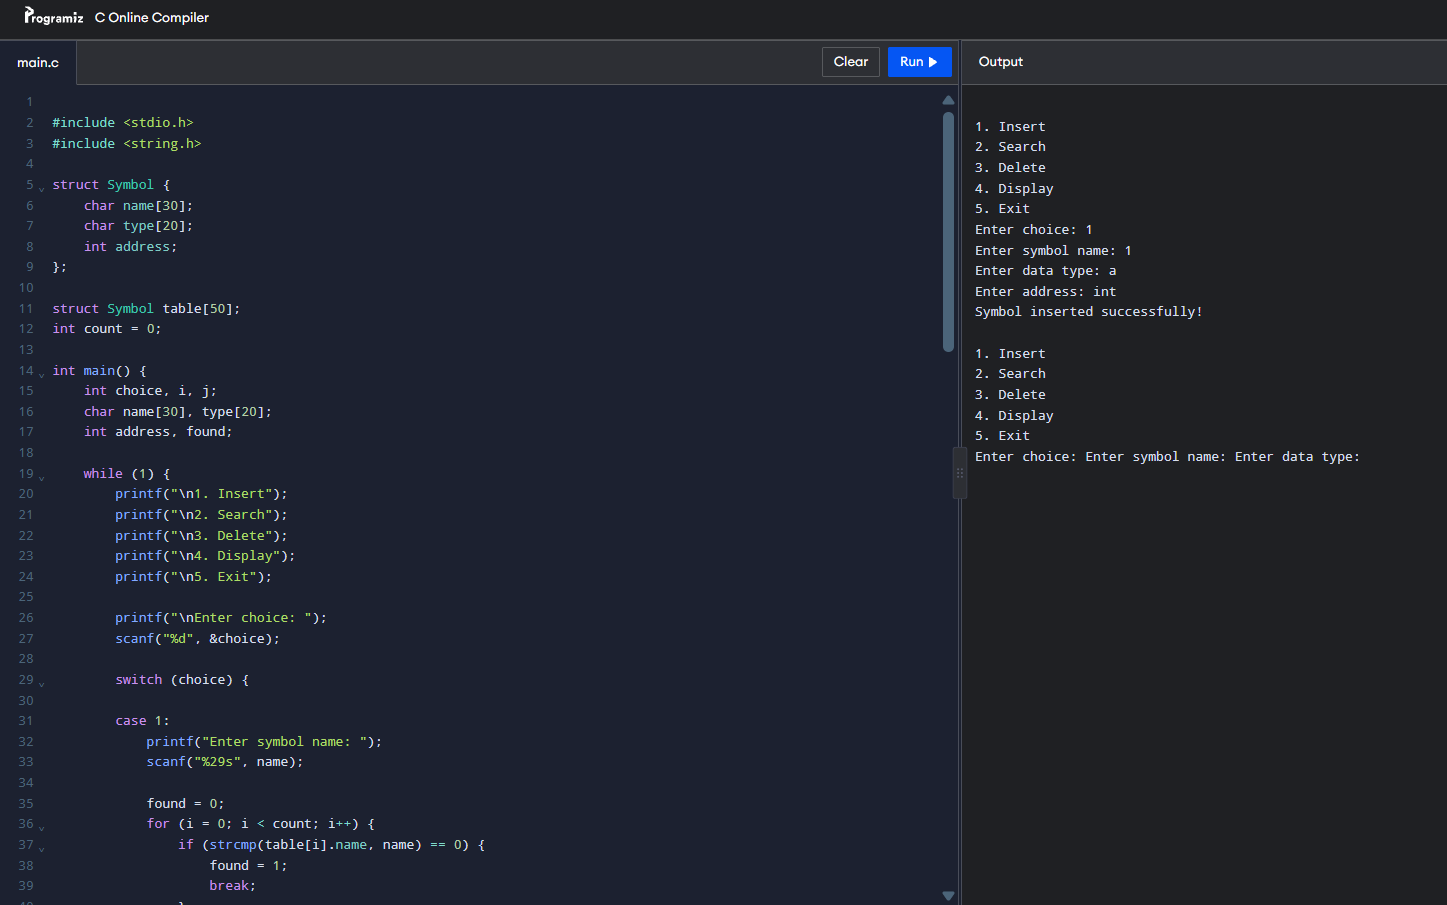 Programiz C Online Compiler
main.c
Clear
Run
Output
1
2 #include <stdio.h>
3 #include <string.h>
4
5 struct Symbol {
6 char name[30];
7 char type[20];
8 int address;
9 };
10
11 struct Symbol table[50];
12 int count = 0;
13
14 int main() {
15 int choice, i, j;
16 char name[30], type[20];
17 int address, found;
18
19 while (1) {
20 printf("\n1. Insert");
21 printf("\n2. Search");
22 printf("\n3. Delete");
23 printf("\n4. Display");
24 printf("\n5. Exit");
25
26 printf("\nEnter choice: ");
27 scanf("%d", &choice);
28
29 switch (choice) {
30
31 case 1:
32 printf("Enter symbol name: ");
33 scanf("%29s", name);
34
35 found = 0;
36 for (i = 0; i < count; i++) {
37 if (strcmp(table[i].name, name) == 0) {
38 found = 1;
39 break;
1. Insert
2. Search
3. Delete
4. Display
5. Exit
Enter choice: 1
Enter symbol name: 1
Enter data type: a
Enter address: int
Symbol inserted successfully!
1. Insert
2. Search
3. Delete
4. Display
5. Exit
Enter choice: Enter symbol name: Enter data type: